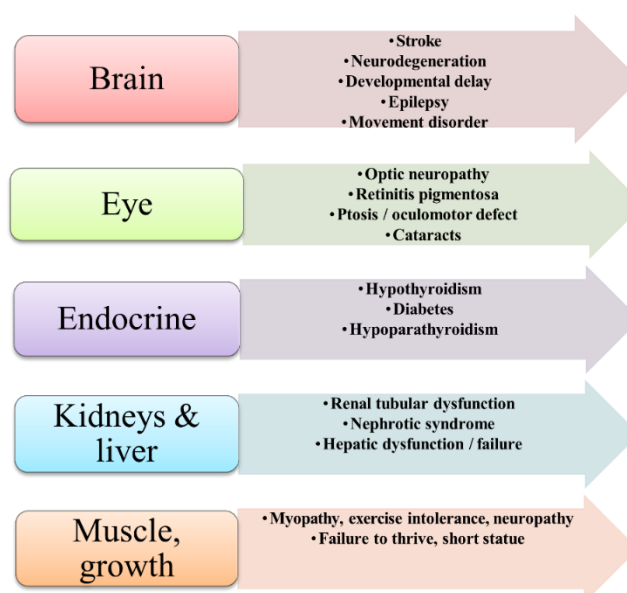 Brain
•Stroke
•Neurodegeneration
•Developmental delay
•Epilepsy
•Movement disorder
Eye
•Optic neuropathy
•Retinitis pigmentosa
•Ptosis / oculomotor defect
•Cataracts
Endocrine
•Hypothyroidism
•Diabetes
•Hypoparathyroidism
Kidneys &
liver
•Renal tubular dysfunction
•Nephrotic syndrome
•Hepatic dysfunction / failure
Muscle,
growth
•Myopathy, exercise intolerance, neuropathy
•Failure to thrive, short statue